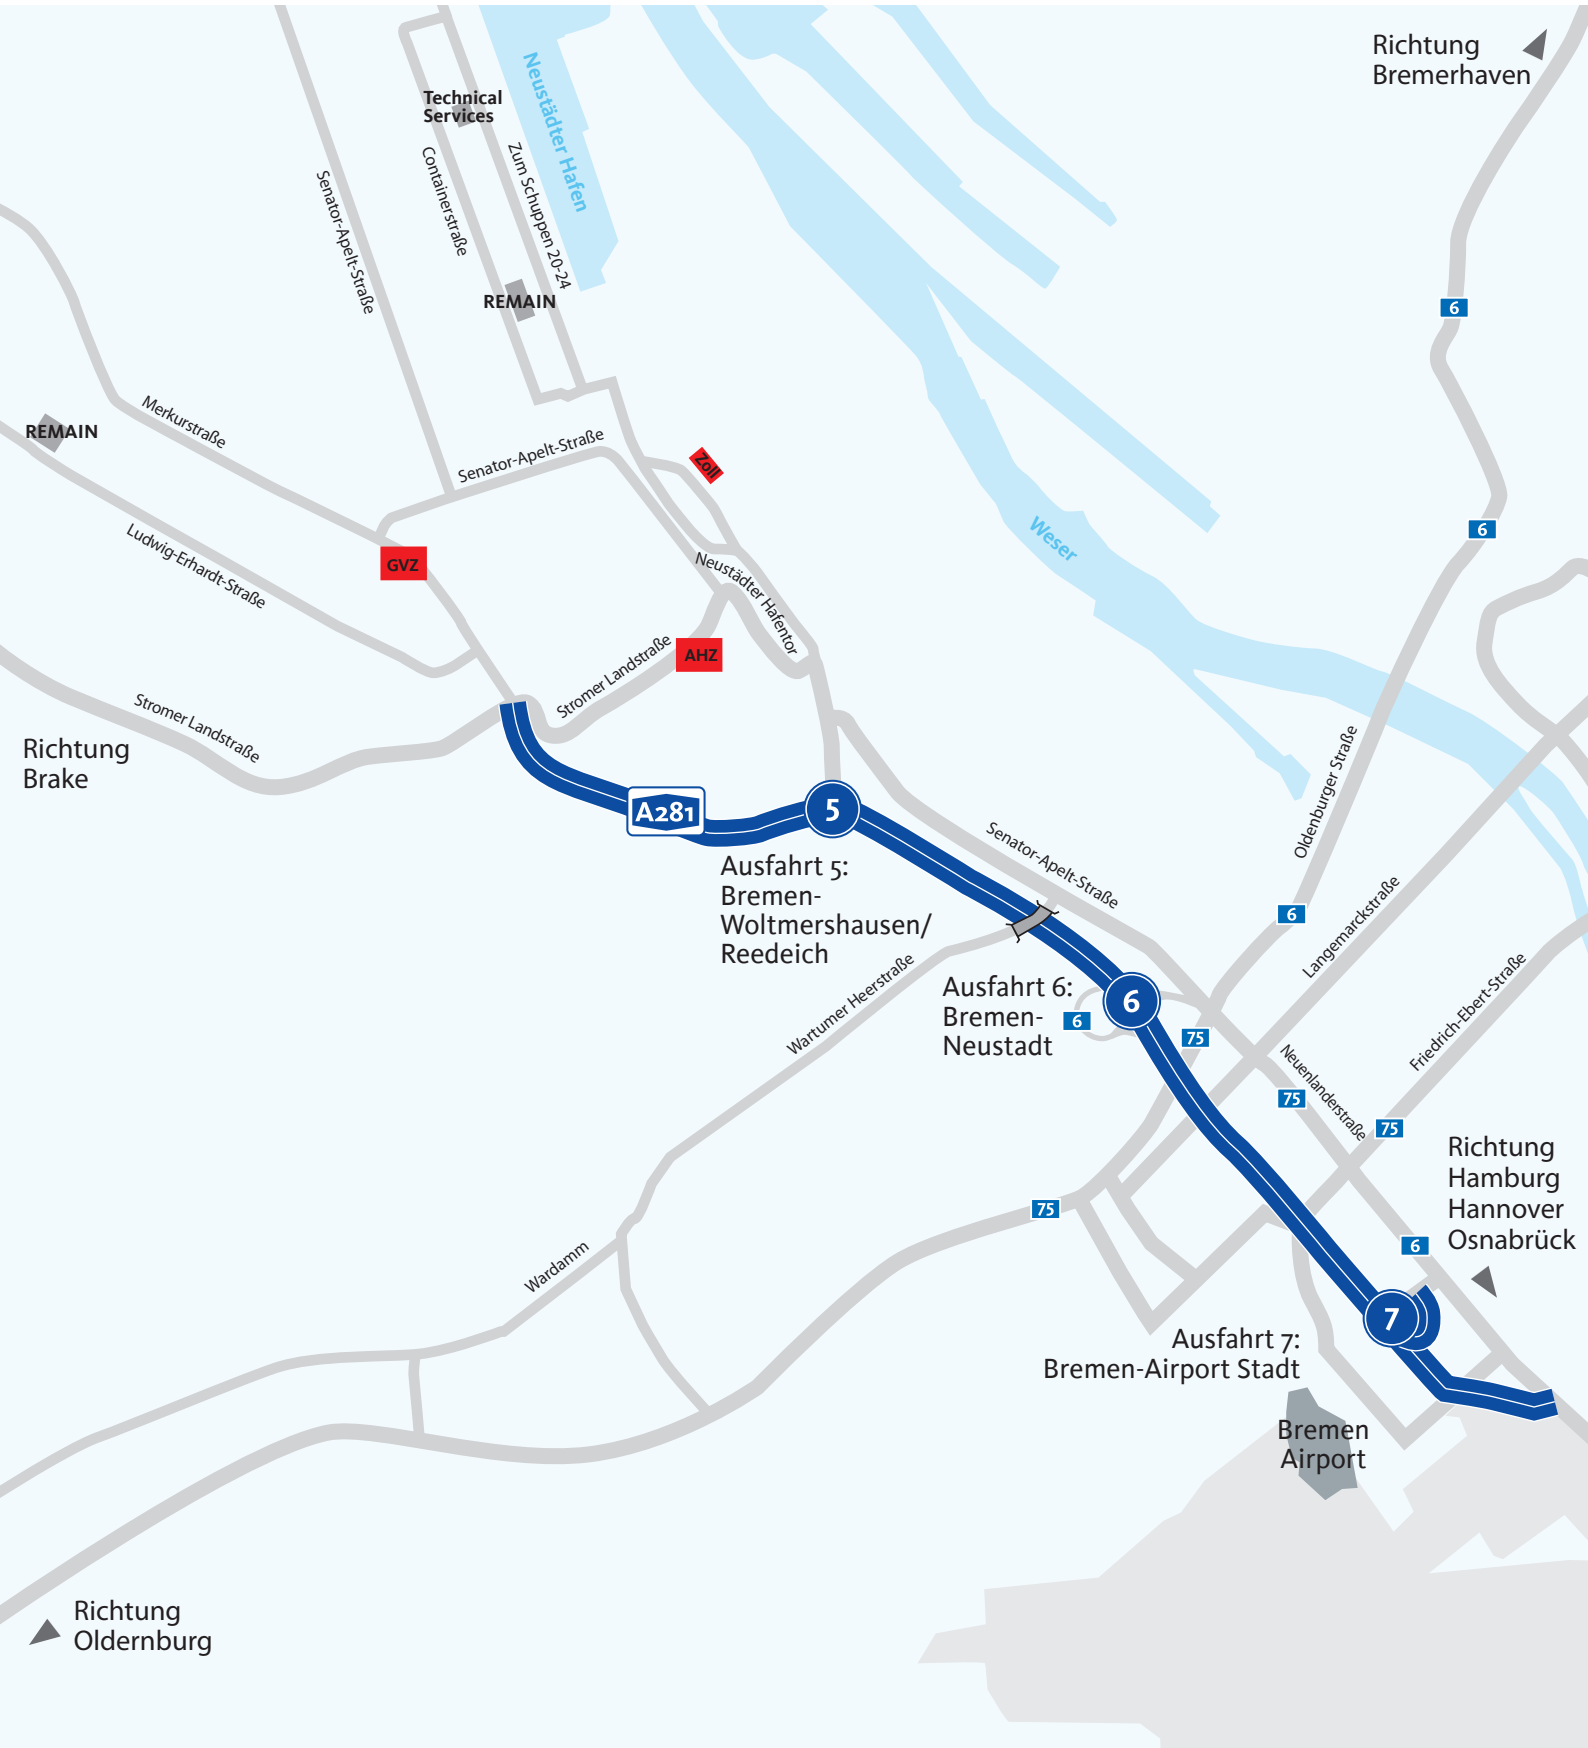 Richtung
Bremerhaven
Technical
Services
Neustädter Hafen
Containerstraße
Zum Schuppen 20-24
Senator-Apelt-Straße
REMAIN
6
Merkurstraße
REMAIN
Senator-Apelt-Straße
Zoll
Weser
6
Ludwig-Erhardt-Straße
GVZ
Neustädter Hafentor
AHZ
Stromer Landstraße
Stromer Landstraße
Richtung
Brake
A281
5
Ausfahrt 5:
Bremen-
Woltmershausen/
Reedeich
Senator-Apelt-Straße
Oldenburger Straße
6
Langemarckstraße
Friedrich-Ebert-Straße
Wartumer Heerstraße
Ausfahrt 6:
Bremen-
Neustadt
6
6
75
Neuenlanderstraße
75
75
Richtung
Hamburg
Hannover
Osnabrück
75
6
Wardamm
7
Ausfahrt 7:
Bremen-Airport Stadt
Bremen
Airport
Richtung
Oldernburg